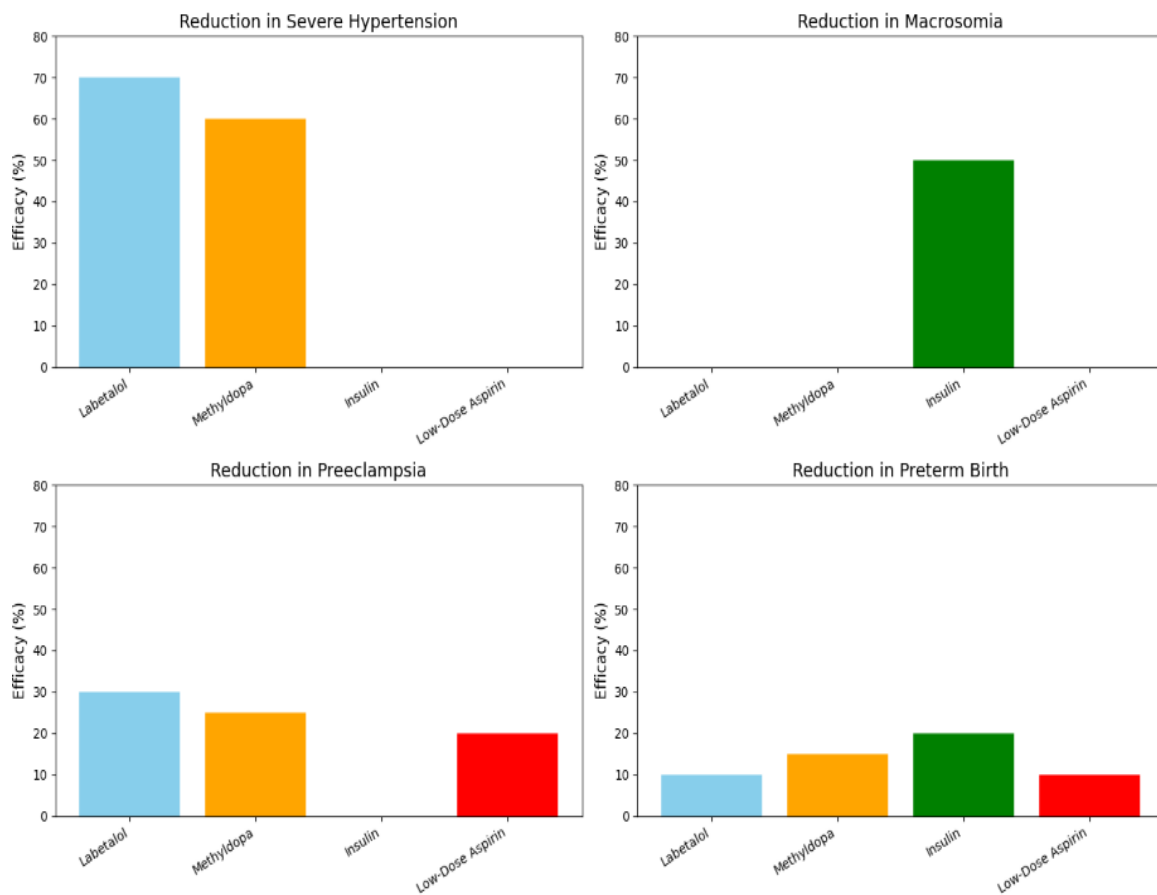 Reduction in Severe Hypertension
Efficacy (%)
80
70
60
50
40
30
20
10
0
Labetalol
Methyldopa
Insulin
Low-Dose Aspirin
Reduction in Macrosomia
Efficacy (%)
80
70
60
50
40
30
20
10
0
Labetalol
Methyldopa
Insulin
Low-Dose Aspirin
Reduction in Preeclampsia
Efficacy (%)
80
70
60
50
40
30
20
10
0
Labetalol
Methyldopa
Insulin
Low-Dose Aspirin
Reduction in Preterm Birth
Efficacy (%)
80
70
60
50
40
30
20
10
0
Labetalol
Methyldopa
Insulin
Low-Dose Aspirin